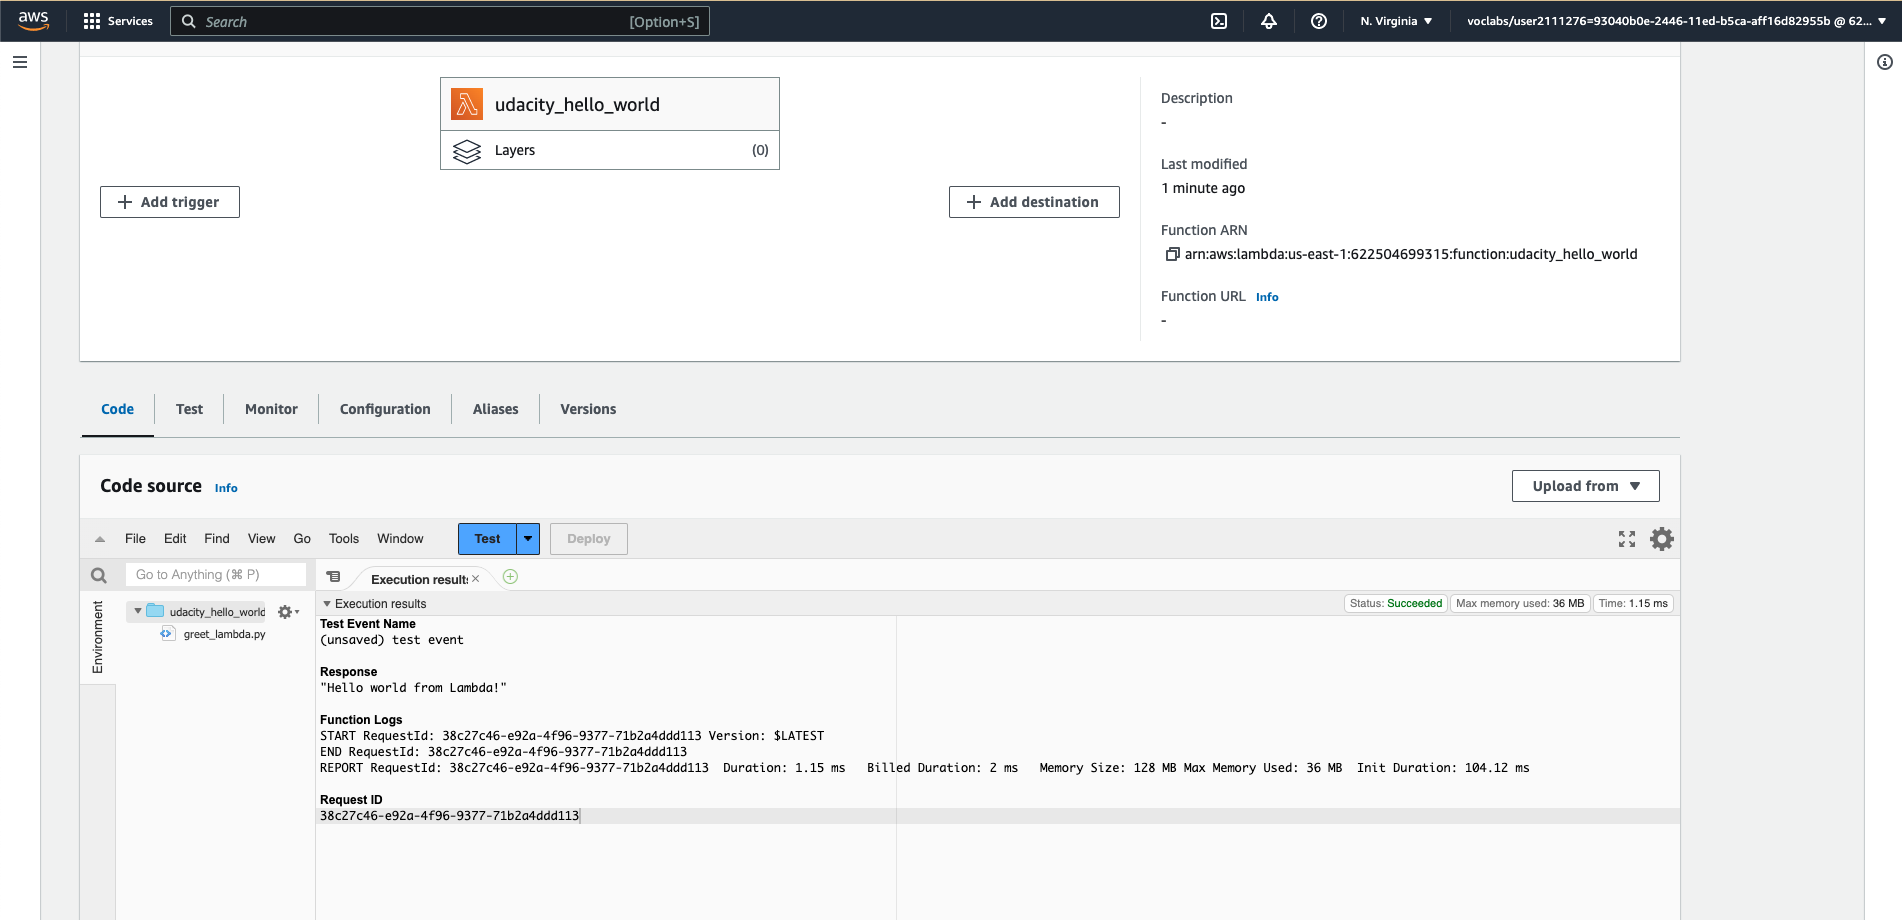 aws
Services
Search [Option+S]
N. Virginia
voclabs/user2111276=93040b0e-2446-11ed-b5ca-aff16d82955b @ 62...
udacity_hello_world
Layers (0)
+ Add trigger
+ Add destination
Description
-
Last modified
1 minute ago
Function ARN
arn:aws:lambda:us-east-1:622504699315:function:udacity_hello_world
Function URL Info
-
Code Test Monitor Configuration Aliases Versions
Code source Info
Upload from
File Edit Find View Go Tools Window Test Deploy
Go to Anything (⌘ P)
Execution results
Environment
udacity_hello_world
greet_lambda.py
Execution results
Status: Succeeded Max memory used: 36 MB Time: 1.15 ms
Test Event Name
(unsaved) test event
Response
"Hello world from Lambda!"
Function Logs
START RequestId: 38c27c46-e92a-4f96-9377-71b2a4ddd113 Version: $LATEST
END RequestId: 38c27c46-e92a-4f96-9377-71b2a4ddd113
REPORT RequestId: 38c27c46-e92a-4f96-9377-71b2a4ddd113 Duration: 1.15 ms Billed Duration: 2 ms Memory Size: 128 MB Max Memory Used: 36 MB Init Duration: 104.12 ms
Request ID
38c27c46-e92a-4f96-9377-71b2a4ddd113